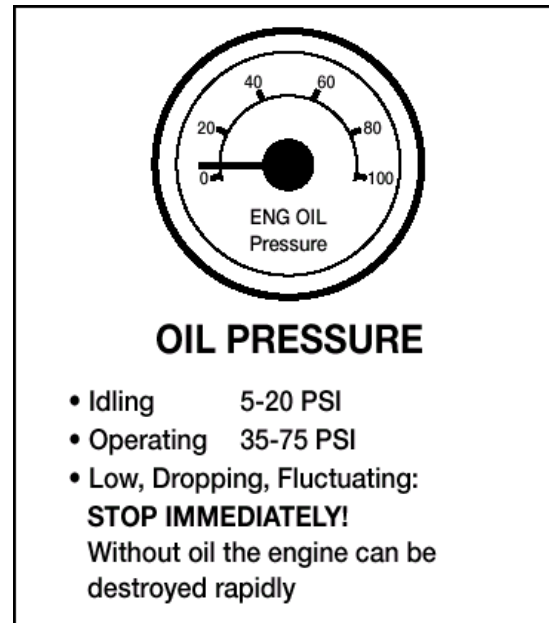 40 60
20 80
0 100
ENG OIL
Pressure
OIL PRESSURE
• Idling 5-20 PSI
• Operating 35-75 PSI
• Low, Dropping, Fluctuating:
STOP IMMEDIATELY!
Without oil the engine can be
destroyed rapidly